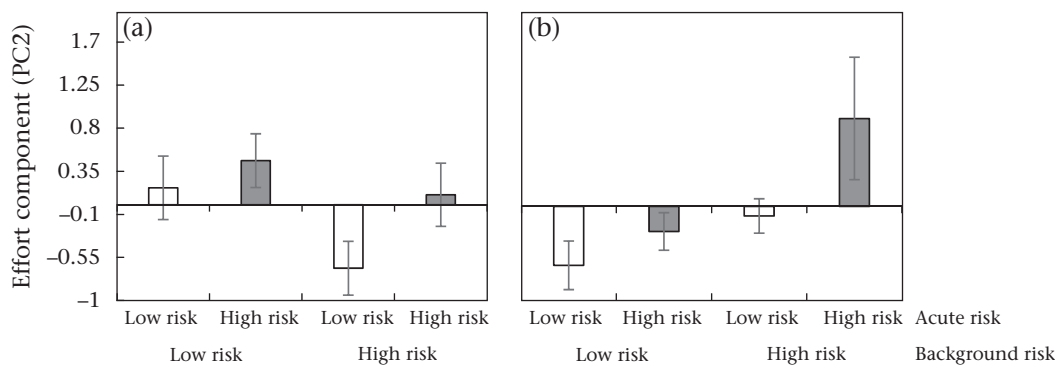 (a)
(b)
Effort component (PC2)
1.7
1.25
0.8
0.35
–0.1
–0.55
–1
Low risk High risk Low risk High risk Low risk High risk Low risk High risk Acute risk
Low risk High risk Low risk High risk Background risk